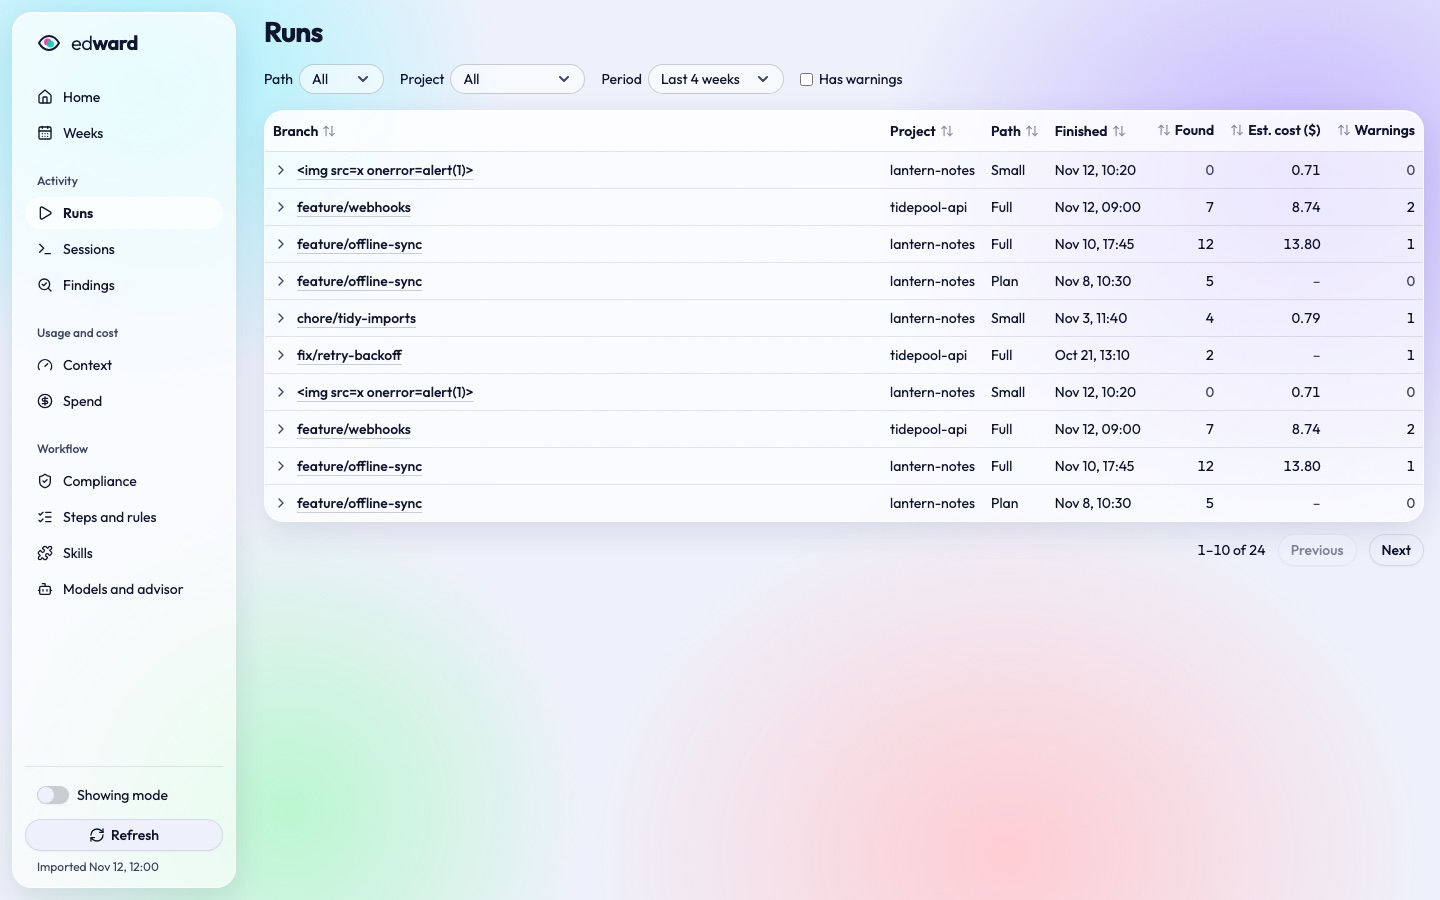 edward
Home
Weeks
Activity
Runs
Sessions
Findings
Usage and cost
Context
Spend
Workflow
Compliance
Steps and rules
Skills
Models and advisor
Showing mode
Refresh
Imported Nov 12, 12:00
Runs
Path All Project All Period Last 4 weeks Has warnings
Branch Project Path Finished Found Est. cost ($) Warnings
<img src=x onerror=alert(1)> lantern-notes Small Nov 12, 10:20 0 0.71 0
feature/webhooks tidepool-api Full Nov 12, 09:00 7 8.74 2
feature/offline-sync lantern-notes Full Nov 10, 17:45 12 13.80 1
feature/offline-sync lantern-notes Plan Nov 8, 10:30 5 – 0
chore/tidy-imports lantern-notes Small Nov 3, 11:40 4 0.79 1
fix/retry-backoff tidepool-api Full Oct 21, 13:10 2 – 1
<img src=x onerror=alert(1)> lantern-notes Small Nov 12, 10:20 0 0.71 0
feature/webhooks tidepool-api Full Nov 12, 09:00 7 8.74 2
feature/offline-sync lantern-notes Full Nov 10, 17:45 12 13.80 1
feature/offline-sync lantern-notes Plan Nov 8, 10:30 5 – 0
1–10 of 24 Previous Next